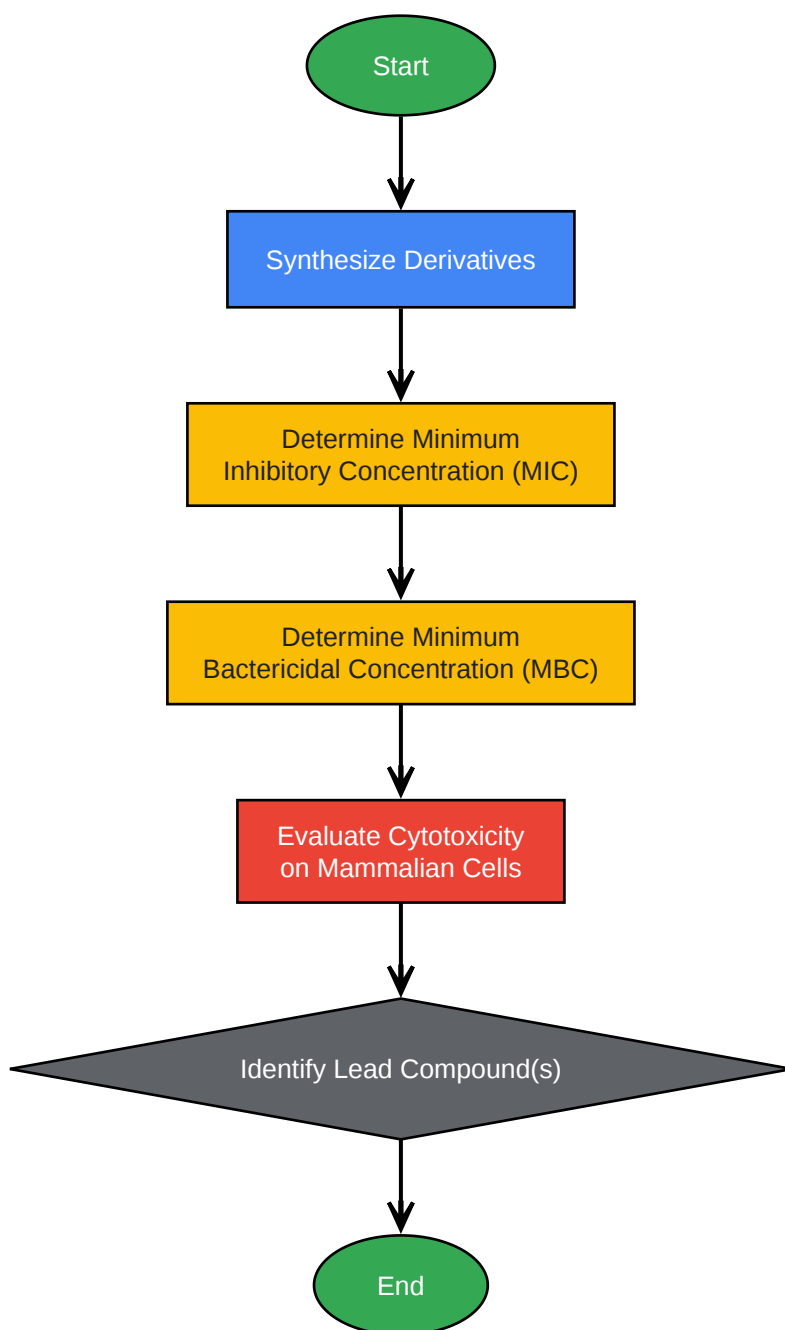 Start
Synthesize Derivatives
Determine Minimum
Inhibitory Concentration (MIC)
Determine Minimum
Bactericidal Concentration (MBC)
Evaluate Cytotoxicity
on Mammalian Cells
Identify Lead Compound(s)
End